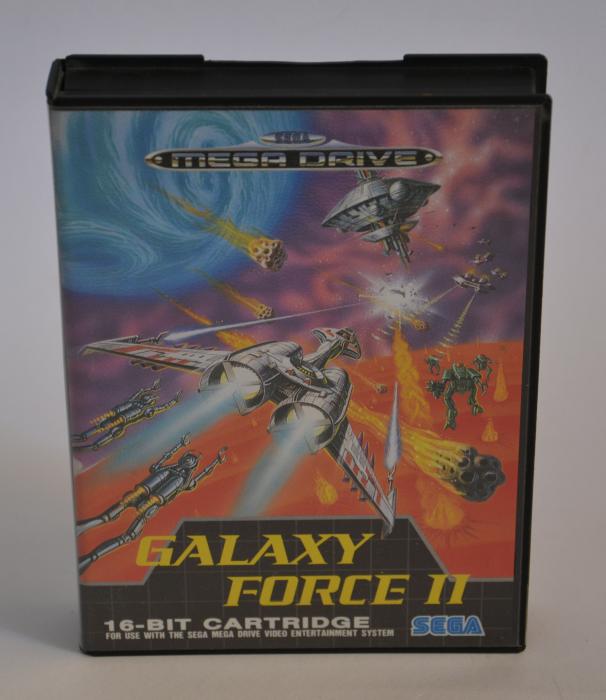 SEGA
MEGA DRIVE
GALAXY
FORCE II
16-BIT CARTRIDGE
FOR USE WITH THE SEGA MEGA DRIVE VIDEO ENTERTAINMENT SYSTEM
SEGA